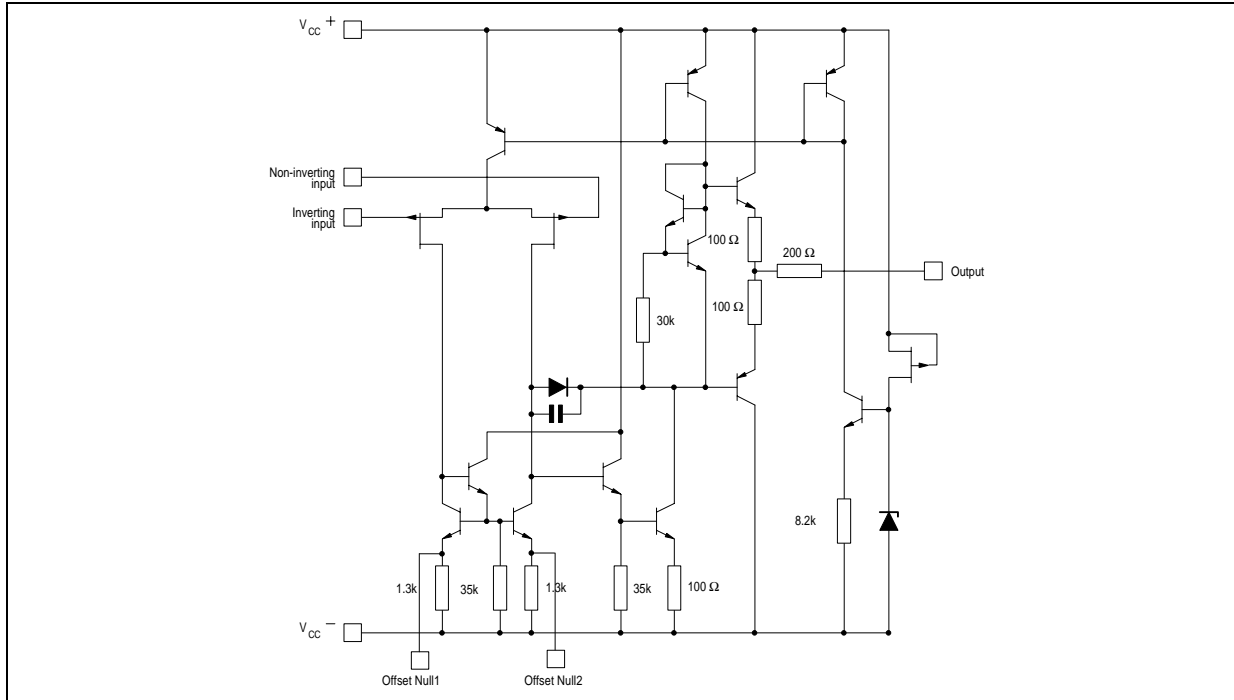 V CC +
Non-inverting
input
Inverting
input
100 Ω
200 Ω
Output
100 Ω
30k
8.2k
1.3k
35k
1.3k
35k
100 Ω
V CC –
Offset Null1
Offset Null2